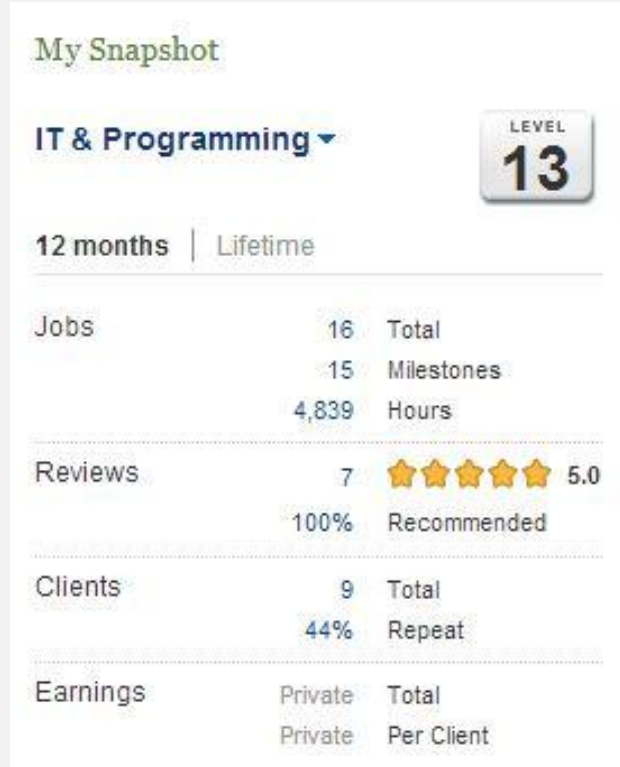 My Snapshot
IT & Programming
LEVEL
13
12 months | Lifetime
Jobs 16 Total
15 Milestones
4,839 Hours
Reviews 7 5.0
100% Recommended
Clients 9 Total
44% Repeat
Earnings Private Total
Private Per Client